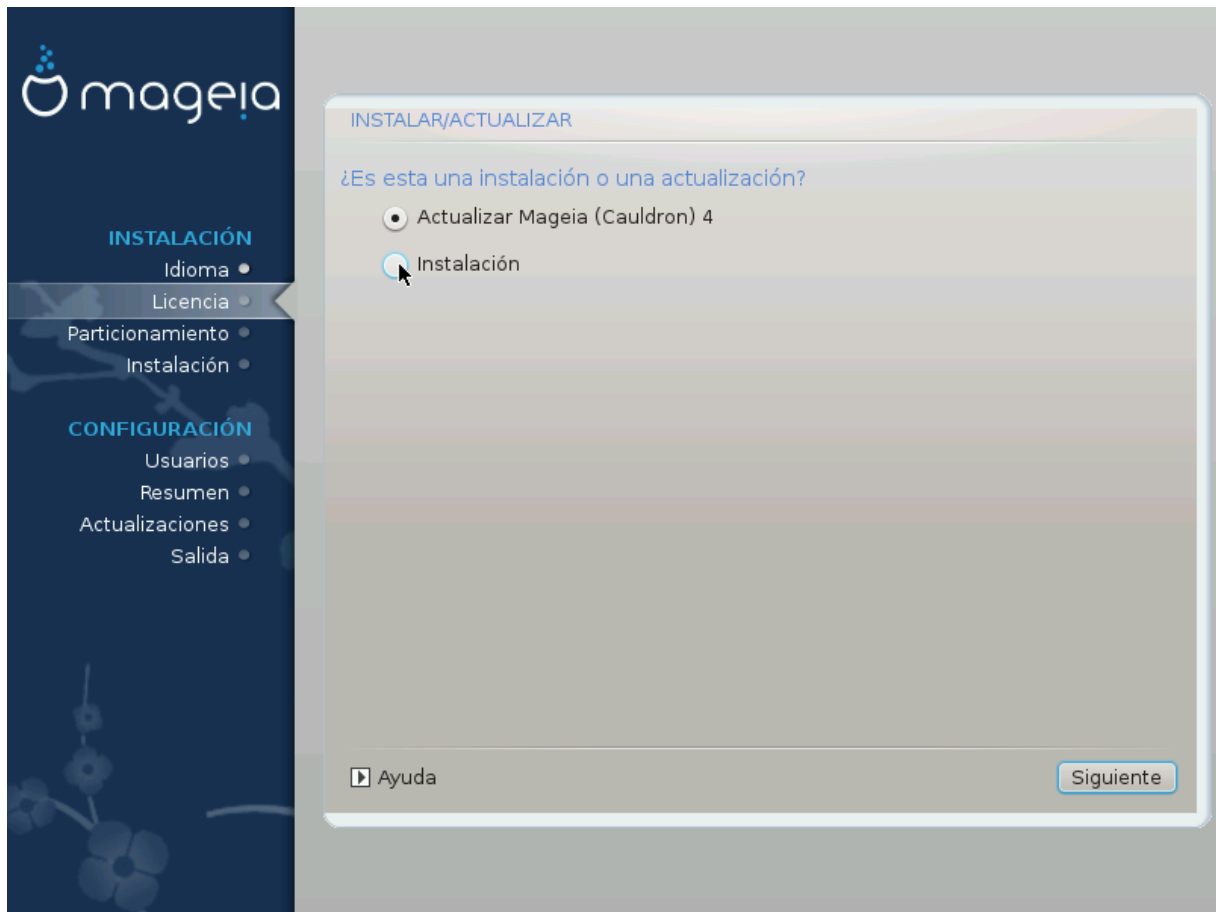 mageia
INSTALACIÓN
Idioma
Licencia
Particionamiento
Instalación
CONFIGURACIÓN
Usuarios
Resumen
Actualizaciones
Salida
INSTALAR/ACTUALIZAR
¿Es esta una instalación o una actualización?
Actualizar Mageia (Cauldron) 4
Instalación
Ayuda
Siguiente